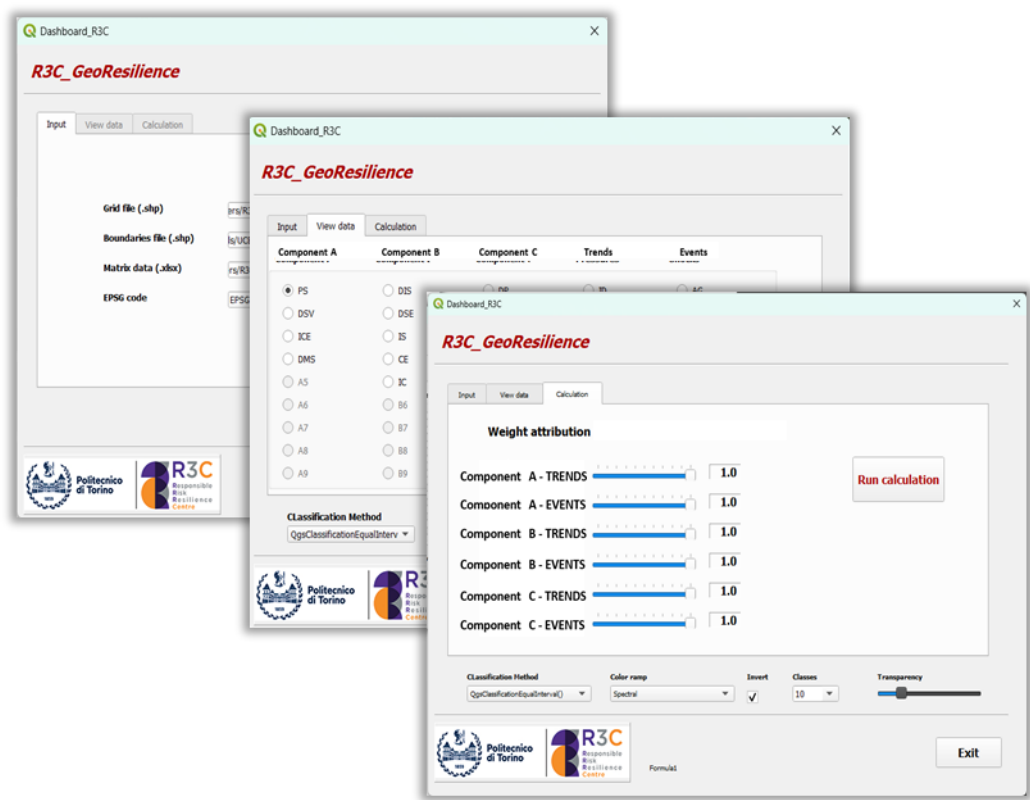 Dashboard_R3C
R3C_GeoResilience
Input View data Calculation
Grid file (.shp)
Boundaries file (.shp)
Matrix data (.xlsx)
EPSG code
EPSG
Politecnico
di Torino
R3C
Responsible
Risk
Resilience
Centre
Dashboard_R3C
R3C_GeoResilience
Input View data Calculation
Component A Component B Component C Trends Events
PS DIS
DSV DSE
ICE IS
DMS CE
A5 IC
A6 B6
A7 B7
A8 B8
A9 B9
CLassification Method
QgsClassificationEqualInterv
Politecnico
di Torino
Dashboard_R3C
R3C_GeoResilience
Input View data Calculation
Weight attribution
Component A - TRENDS 1.0
Component A - EVENTS 1.0
Component B - TRENDS 1.0
Component B - EVENTS 1.0
Component C - TRENDS 1.0
Component C - EVENTS 1.0
Run calculation
CLassification Method Color ramp Invert Classes Transparency
QgsClassificationEqualInterval() Spectral 10
Politecnico
di Torino
R3C
Responsible
Risk
Resilience
Centre
Formula1
Exit